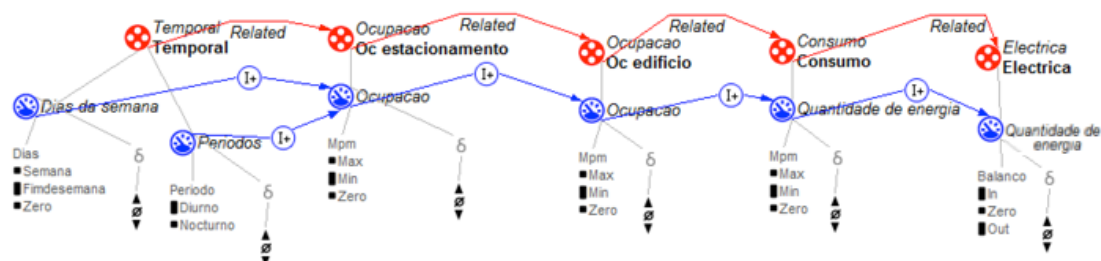 Temporal
Temporal
Related
Ocupacao
Oc estacionamento
Related
Ocupacao
Oc edificio
Related
Consumo
Consumo
Related
Electrica
Electrica
Dias da semana
I+
Ocupacao
I+
Ocupacao
I+
Quantidade de energia
I+
Quantidade de
energia
Periodos
I+
Dias
Semana
Fimdesemana
Zero
δ
Periodo
Diurno
Nocturno
δ
Mpm
Max
Min
Zero
δ
Mpm
Max
Min
Zero
δ
Mpm
Max
Min
Zero
δ
Balanco
In
Zero
Out
δ